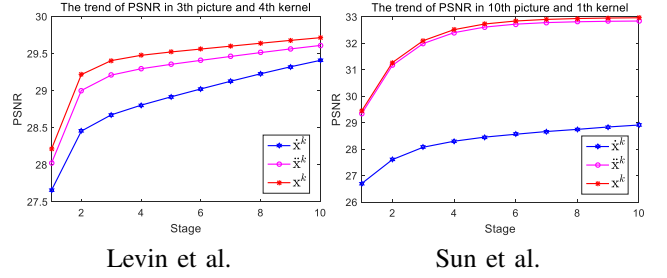 The trend of PSNR in 3th picture and 4th kernel
The trend of PSNR in 10th picture and 1th kernel
30
29.5
29
28.5
28
27.5
PSNR
2
4
6
8
10
Stage
ẋ
ẍ
x^k
33
32
31
30
29
28
27
26
PSNR
2
4
6
8
10
Stage
ẋ^k
ẍ^k
x^k
Levin et al.
Sun et al.